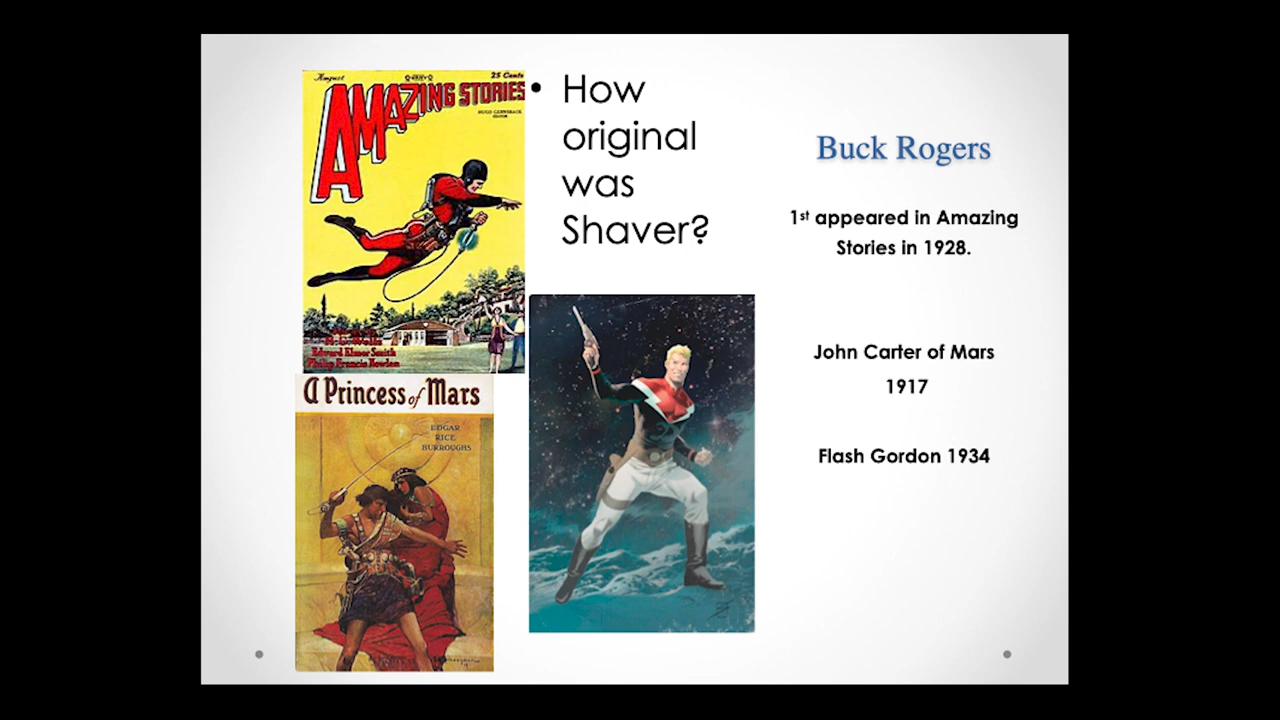 August
25 Cents
AMAZING STORIES
HUGO GERNSBACK
EDITOR
Edward Elmer Smith
Philip Francis Nowlan
A Princess of Mars
EDGAR
RICE
BURROUGHS
• How
original
was
Shaver?
Buck Rogers
1st appeared in Amazing
Stories in 1928.
John Carter of Mars
1917
Flash Gordon 1934